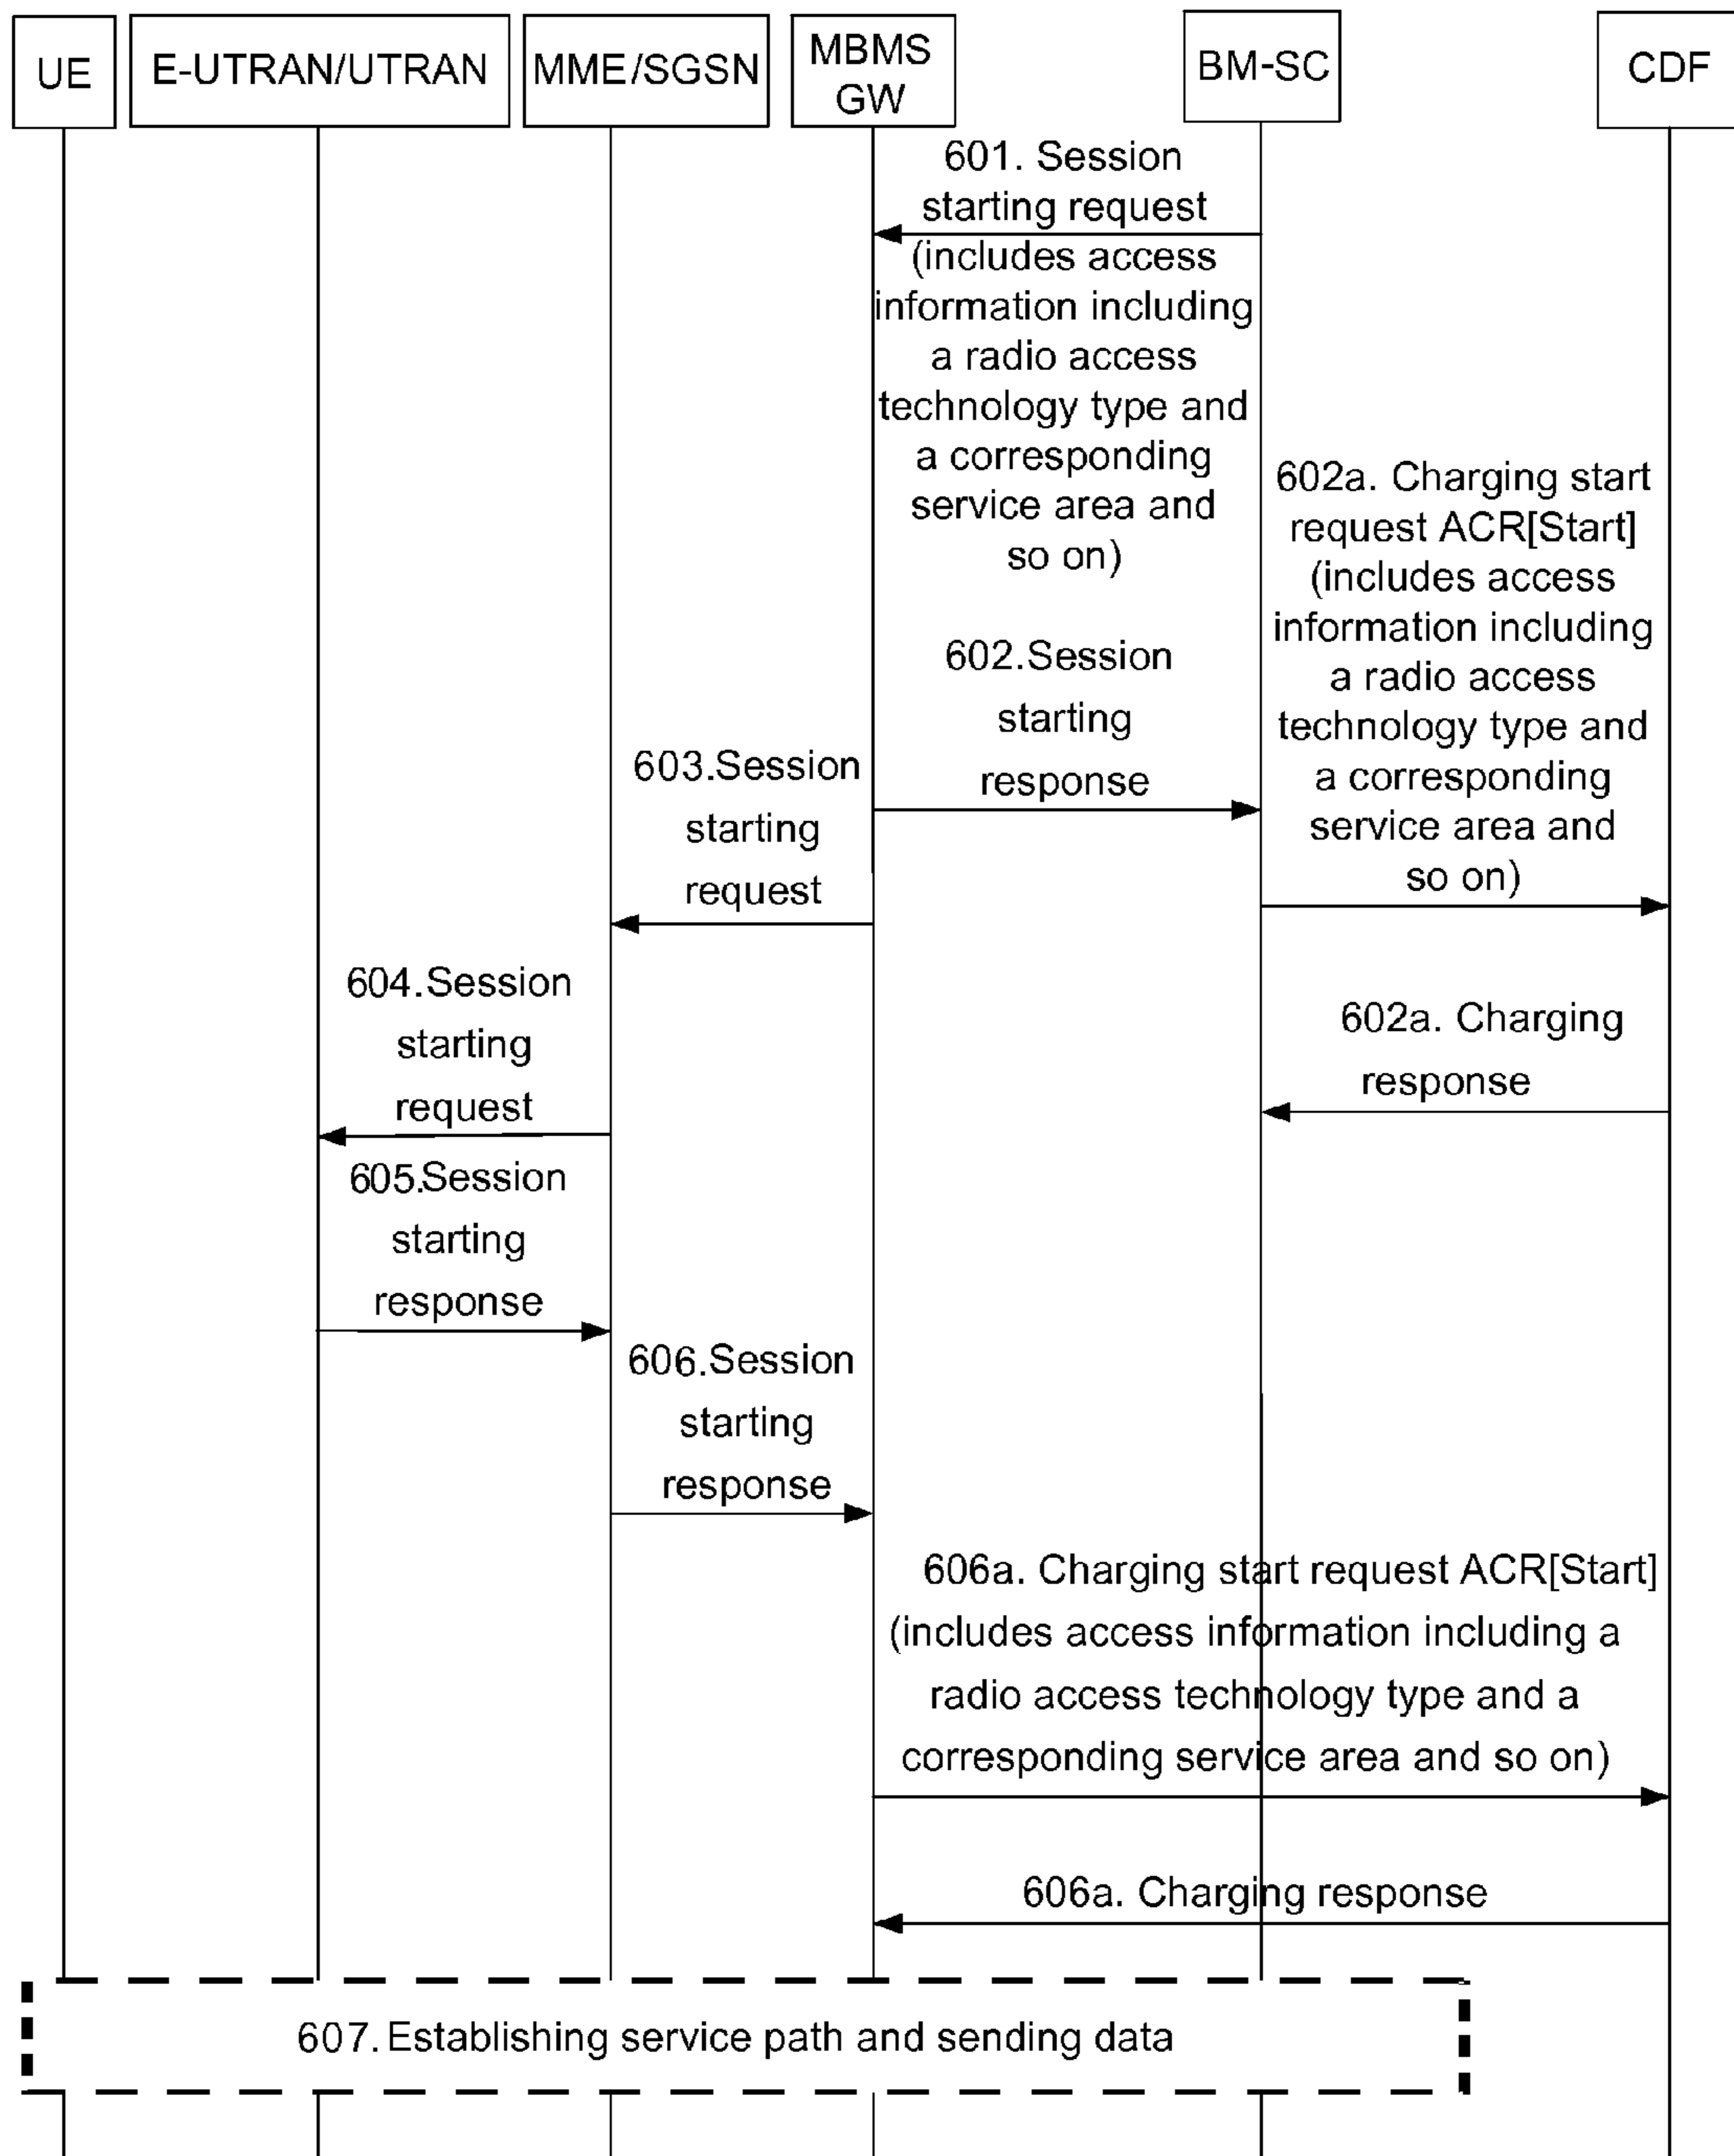 UE
E-UTRAN/UTRAN
MME/SGSN
MBMS
GW
BM-SC
CDF
601. Session
starting request
(includes access
information including
a radio access
technology type and
a corresponding
service area and
so on)
602a. Charging start
request ACR[Start]
(includes access
information including
a radio access
technology type and
a corresponding
service area and
so on)
602.Session
starting
response
603.Session
starting
request
604.Session
starting
request
602a. Charging
response
605.Session
starting
response
606.Session
starting
response
606a. Charging start request ACR[Start]
(includes access information including a
radio access technology type and a
corresponding service area and so on)
606a. Charging response
607. Establishing service path and sending data